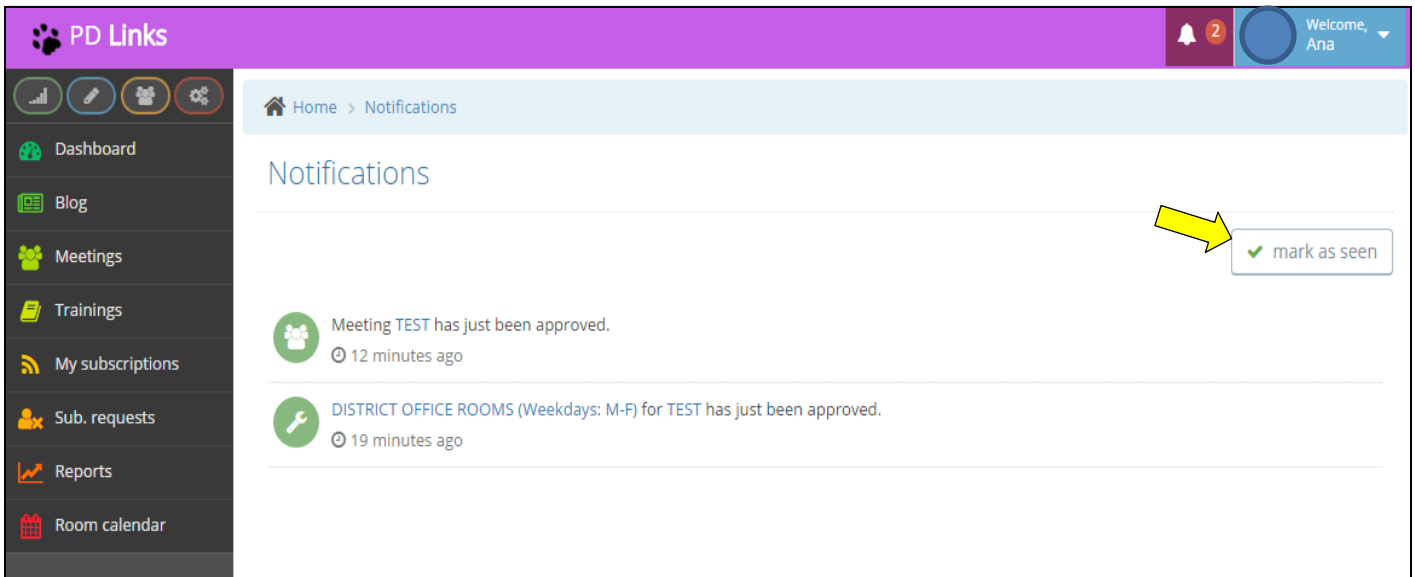 PD Links
2
Welcome,
Ana
Home > Notifications
Dashboard
Blog
Meetings
Trainings
My subscriptions
Sub. requests
Reports
Room calendar
Notifications
mark as seen
Meeting TEST has just been approved.
12 minutes ago
DISTRICT OFFICE ROOMS (Weekdays: M-F) for TEST has just been approved.
19 minutes ago